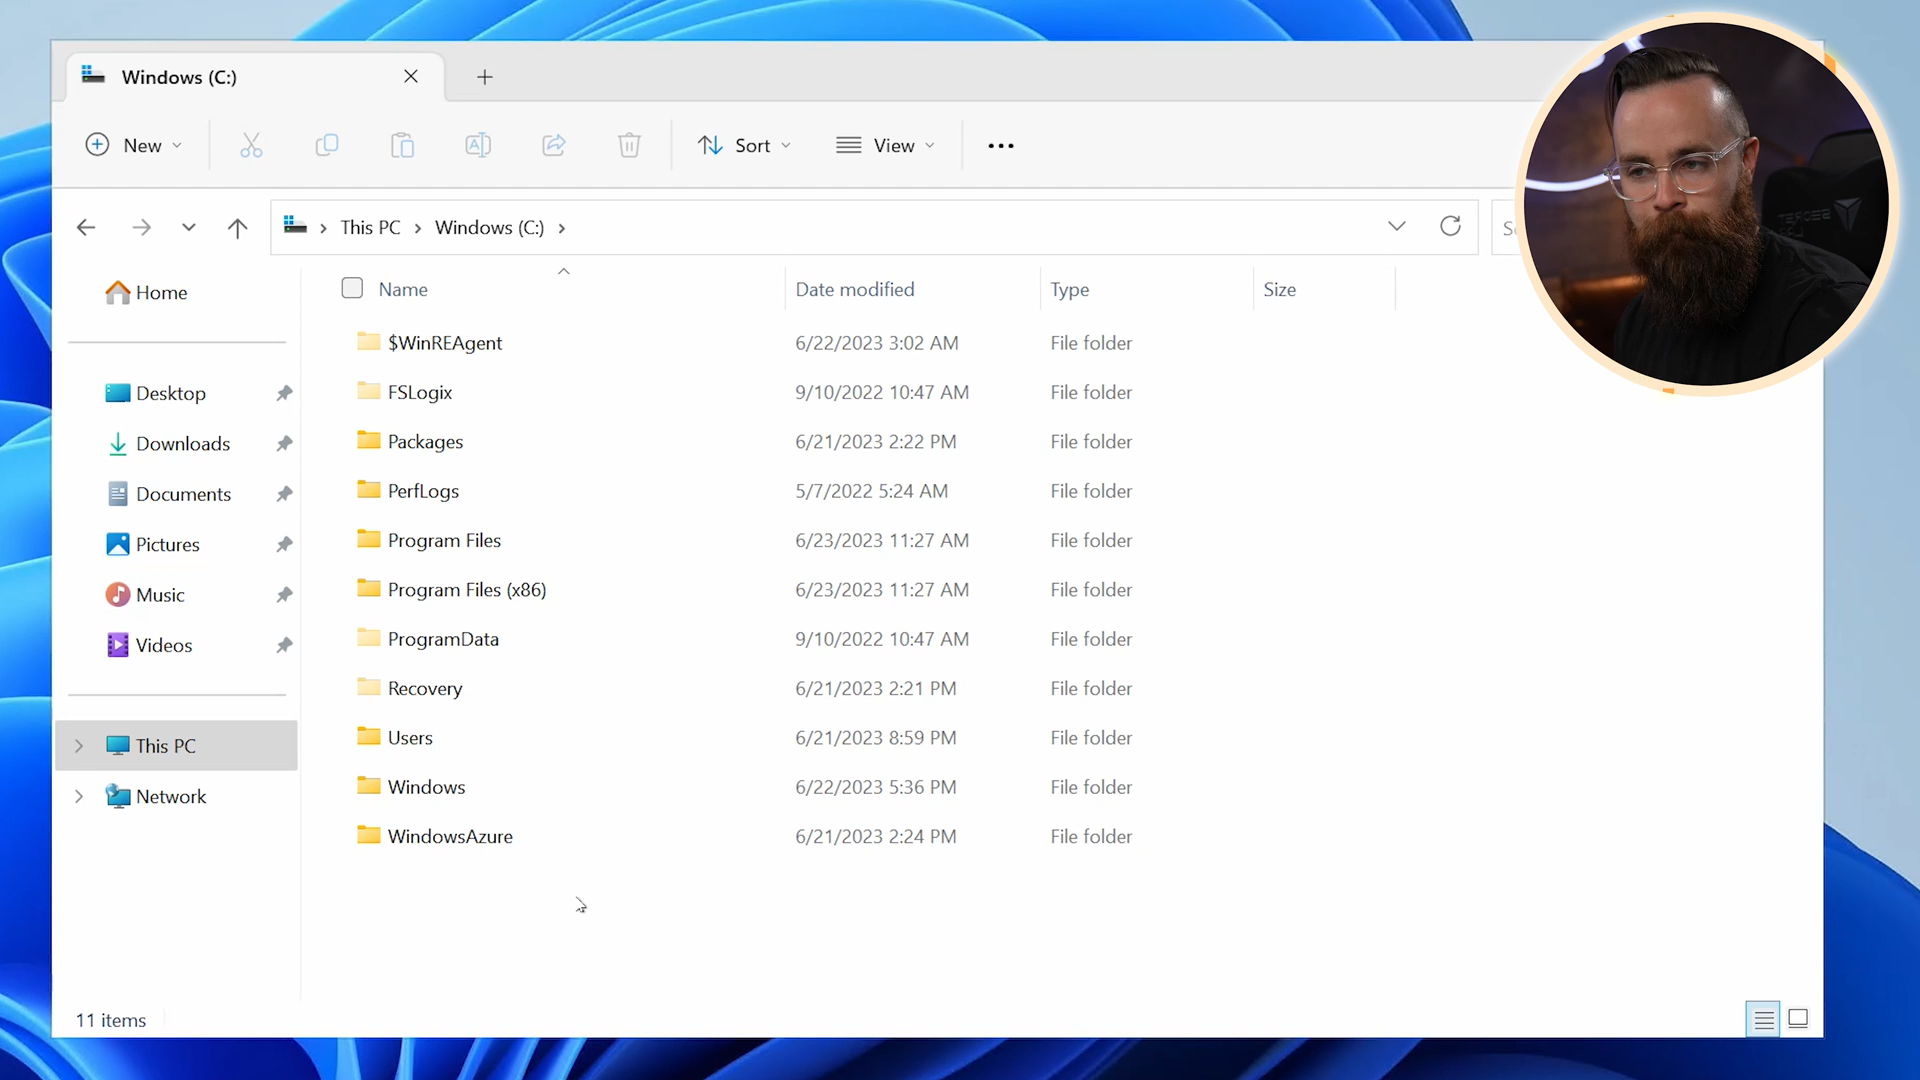 Windows (C:)
New
Sort
View
This PC
Windows (C:)
Home
Desktop
Downloads
Documents
Pictures
Music
Videos
This PC
Network
Name Date modified Type Size
$WinREAgent 6/22/2023 3:02 AM File folder
FSLogix 9/10/2022 10:47 AM File folder
Packages 6/21/2023 2:22 PM File folder
PerfLogs 5/7/2022 5:24 AM File folder
Program Files 6/23/2023 11:27 AM File folder
Program Files (x86) 6/23/2023 11:27 AM File folder
ProgramData 9/10/2022 10:47 AM File folder
Recovery 6/21/2023 2:21 PM File folder
Users 6/21/2023 8:59 PM File folder
Windows 6/22/2023 5:36 PM File folder
WindowsAzure 6/21/2023 2:24 PM File folder
11 items